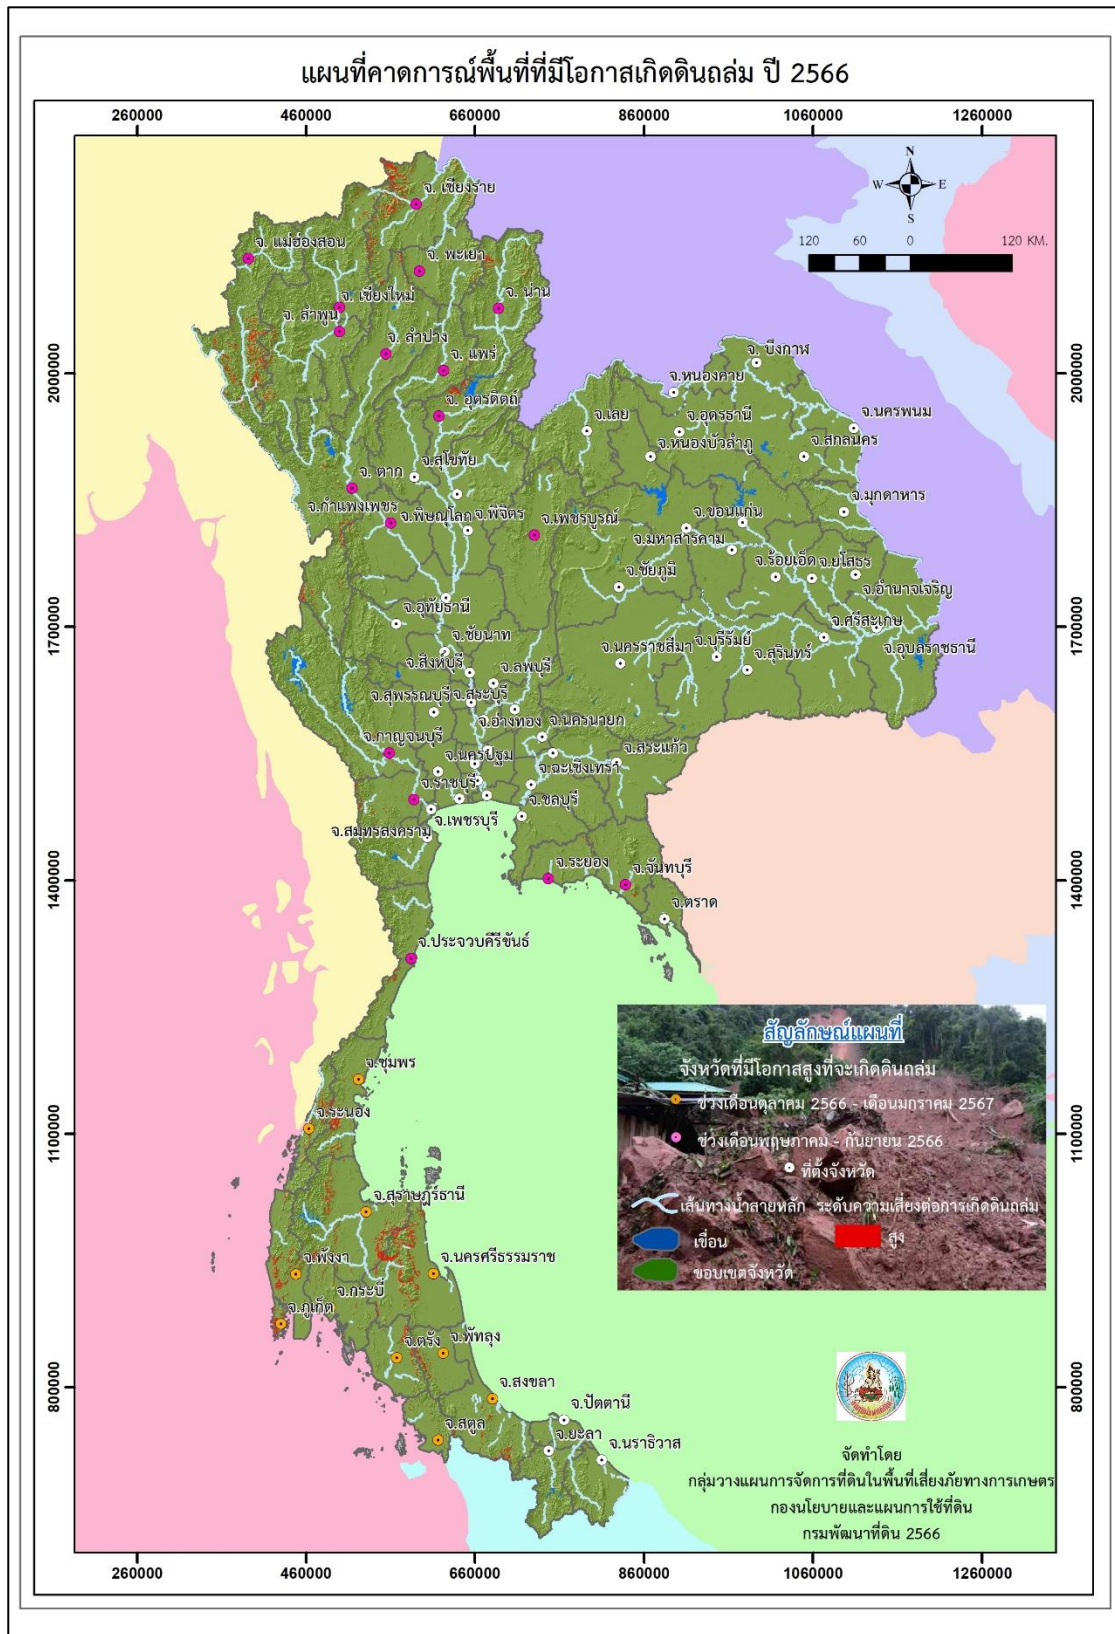 แผนที่คาดการณ์พื้นที่ที่มีโอกาสเกิดดินถล่ม ปี 2566
260000 460000 660000 860000 1060000 1260000
N
W E
S
120 60 0 120 KM.
จ. เชียงราย
จ. แม่ฮ่องสอน
จ. พะเยา
จ. เชียงใหม่
จ. น่าน
จ. ลำพูน
จ. ลำปาง
จ. แพร่
จ. บึงกาฬ
2000000 2000000
จ.หนองคาย
จ. อุตรดิตถ์
จ.เลย
จ.อุดรธานี
จ.นครพนม
จ.หนองบัวลำภู
จ.สกลนคร
จ. ตาก
จ.สุโขทัย
จ.มุกดาหาร
จ.กำแพงเพชร
จ.พิษณุโลก
จ.พิจิตร
จ.เพชรบูรณ์
จ.ขอนแก่น
จ.มหาสารคาม
จ.ชัยภูมิ
จ.ร้อยเอ็ด
จ.ยโสธร
จ.อำนาจเจริญ
จ.อุทัยธานี
จ.ศรีสะเกษ
1700000 1700000
จ.ชัยนาท
จ.นครราชสีมา
จ.บุรีรัมย์
จ.สุรินทร์
จ.อุบลราชธานี
จ.สิงห์บุรี
จ.ลพบุรี
จ.สุพรรณบุรี
จ.สระบุรี
จ.อ่างทอง
จ.นครนายก
จ.กาญจนบุรี
จ.นครปฐม
จ.สระแก้ว
จ.ราชบุรี
จ.ฉะเชิงเทรา
จ.ชลบุรี
จ.เพชรบุรี
จ.สมุทรสงคราม
จ.ระยอง
จ.จันทบุรี
1400000 1400000
จ.ตราด
จ.ประจวบคีรีขันธ์
สัญลักษณ์แผนที่
จังหวัดที่มีโอกาสสูงที่จะเกิดดินถล่ม
ช่วงเดือนตุลาคม 2566 - เดือนมกราคม 2567
ช่วงเดือนพฤษภาคม - กันยายน 2566
ที่ตั้งจังหวัด
เส้นทางน้ำสายหลัก ระดับความเสี่ยงต่อการเกิดดินถล่ม
เขื่อน สูง
ขอบเขตจังหวัด
จ.ชุมพร
จ.ระนอง
1100000 1100000
จ.สุราษฎร์ธานี
จ.พังงา
จ.นครศรีธรรมราช
จ.กระบี่
จ.ภูเก็ต
จ.ตรัง
จ.พัทลุง
จ.สงขลา
800000 800000
จ.ปัตตานี
จ.สตูล
จ.ยะลา
จ.นราธิวาส
จัดทำโดย
กลุ่มวางแผนการจัดการที่ดินในพื้นที่เสี่ยงภัยทางการเกษตร
กองนโยบายและแผนการใช้ที่ดิน
กรมพัฒนาที่ดิน 2566
260000 460000 660000 860000 1060000 1260000